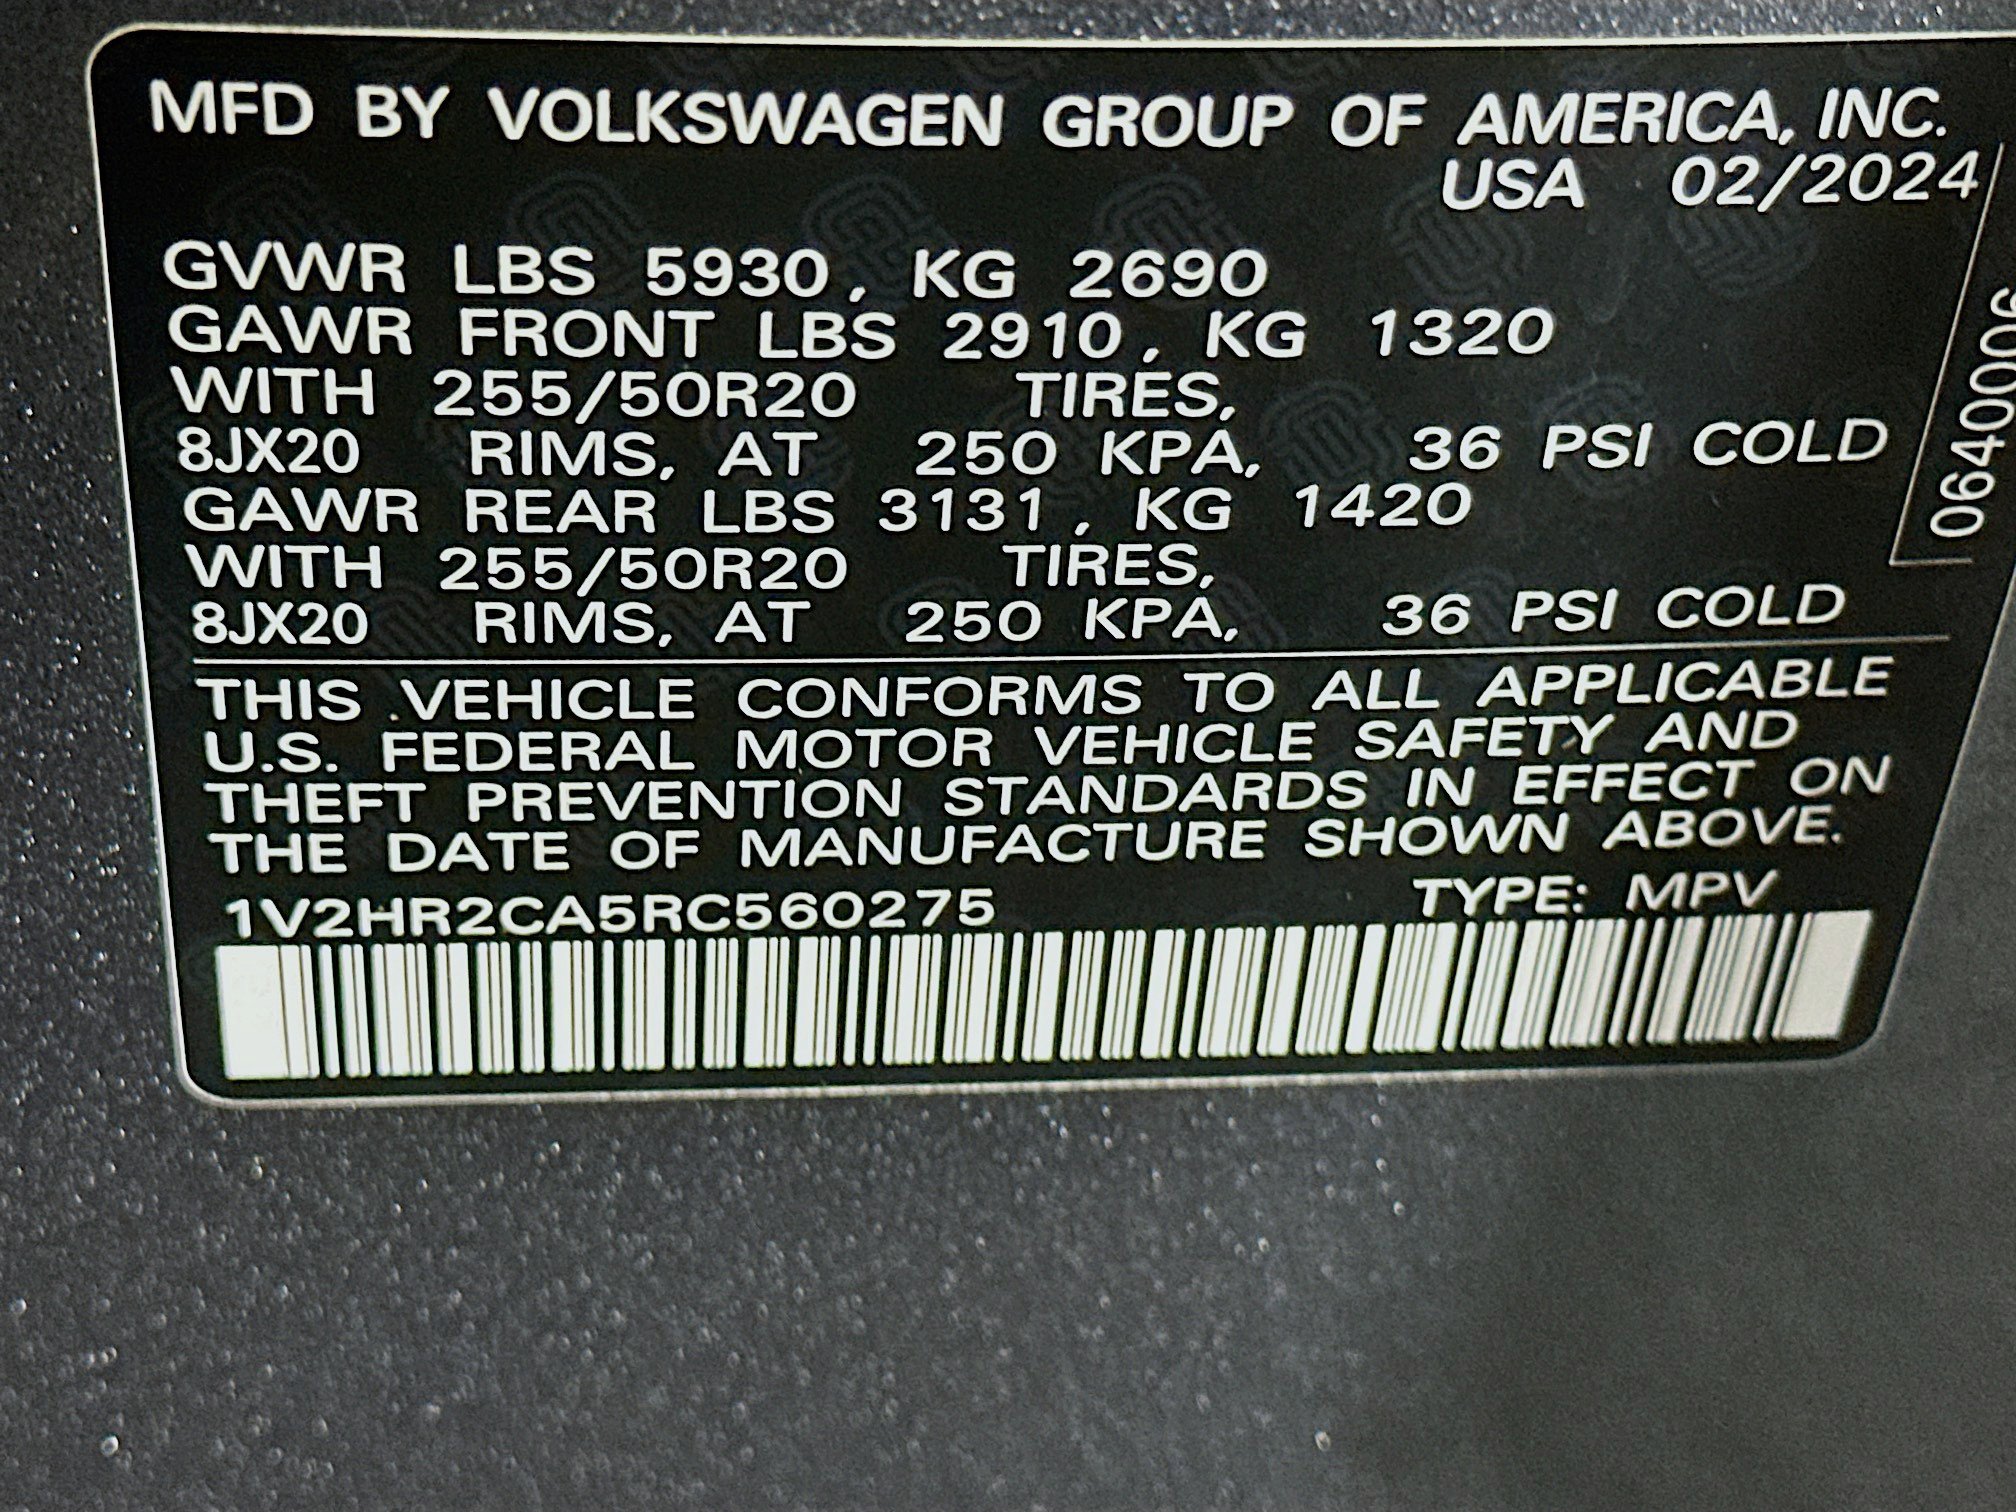 MFD BY VOLKSWAGEN GROUP OF AMERICA, INC.
USA 02/2024
GVWR LBS 5930, KG 2690
GAWR FRONT LBS 2910, KG 1320
WITH 255/50R20 TIRES,
8JX20 RIMS, AT 250 KPA, 36 PSI COLD
GAWR REAR LBS 3131, KG 1420
WITH 255/50R20 TIRES,
8JX20 RIMS, AT 250 KPA, 36 PSI COLD
THIS VEHICLE CONFORMS TO ALL APPLICABLE
U.S. FEDERAL MOTOR VEHICLE SAFETY AND
THEFT PREVENTION STANDARDS IN EFFECT ON
THE DATE OF MANUFACTURE SHOWN ABOVE.
1V2HR2CA5RC560275 TYPE: MPV